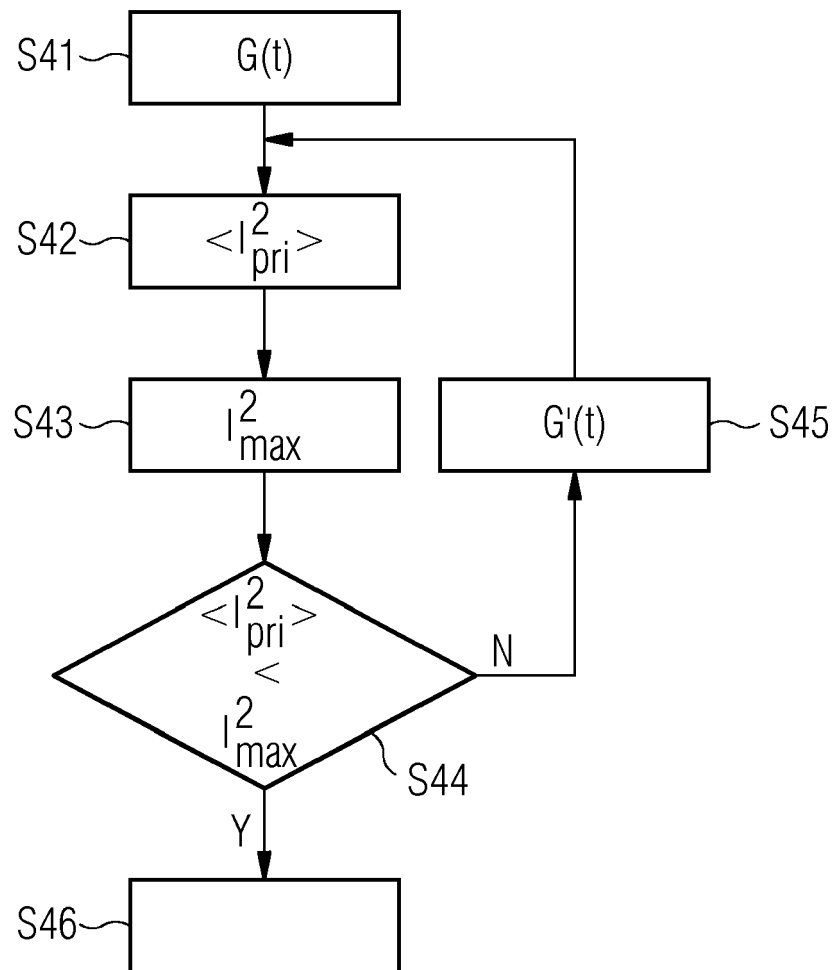 S41 G(t)
S42 <I²pri>
S43 I²max
G'(t) S45
<I²pri>
<
I²max
N
S44
Y
S46